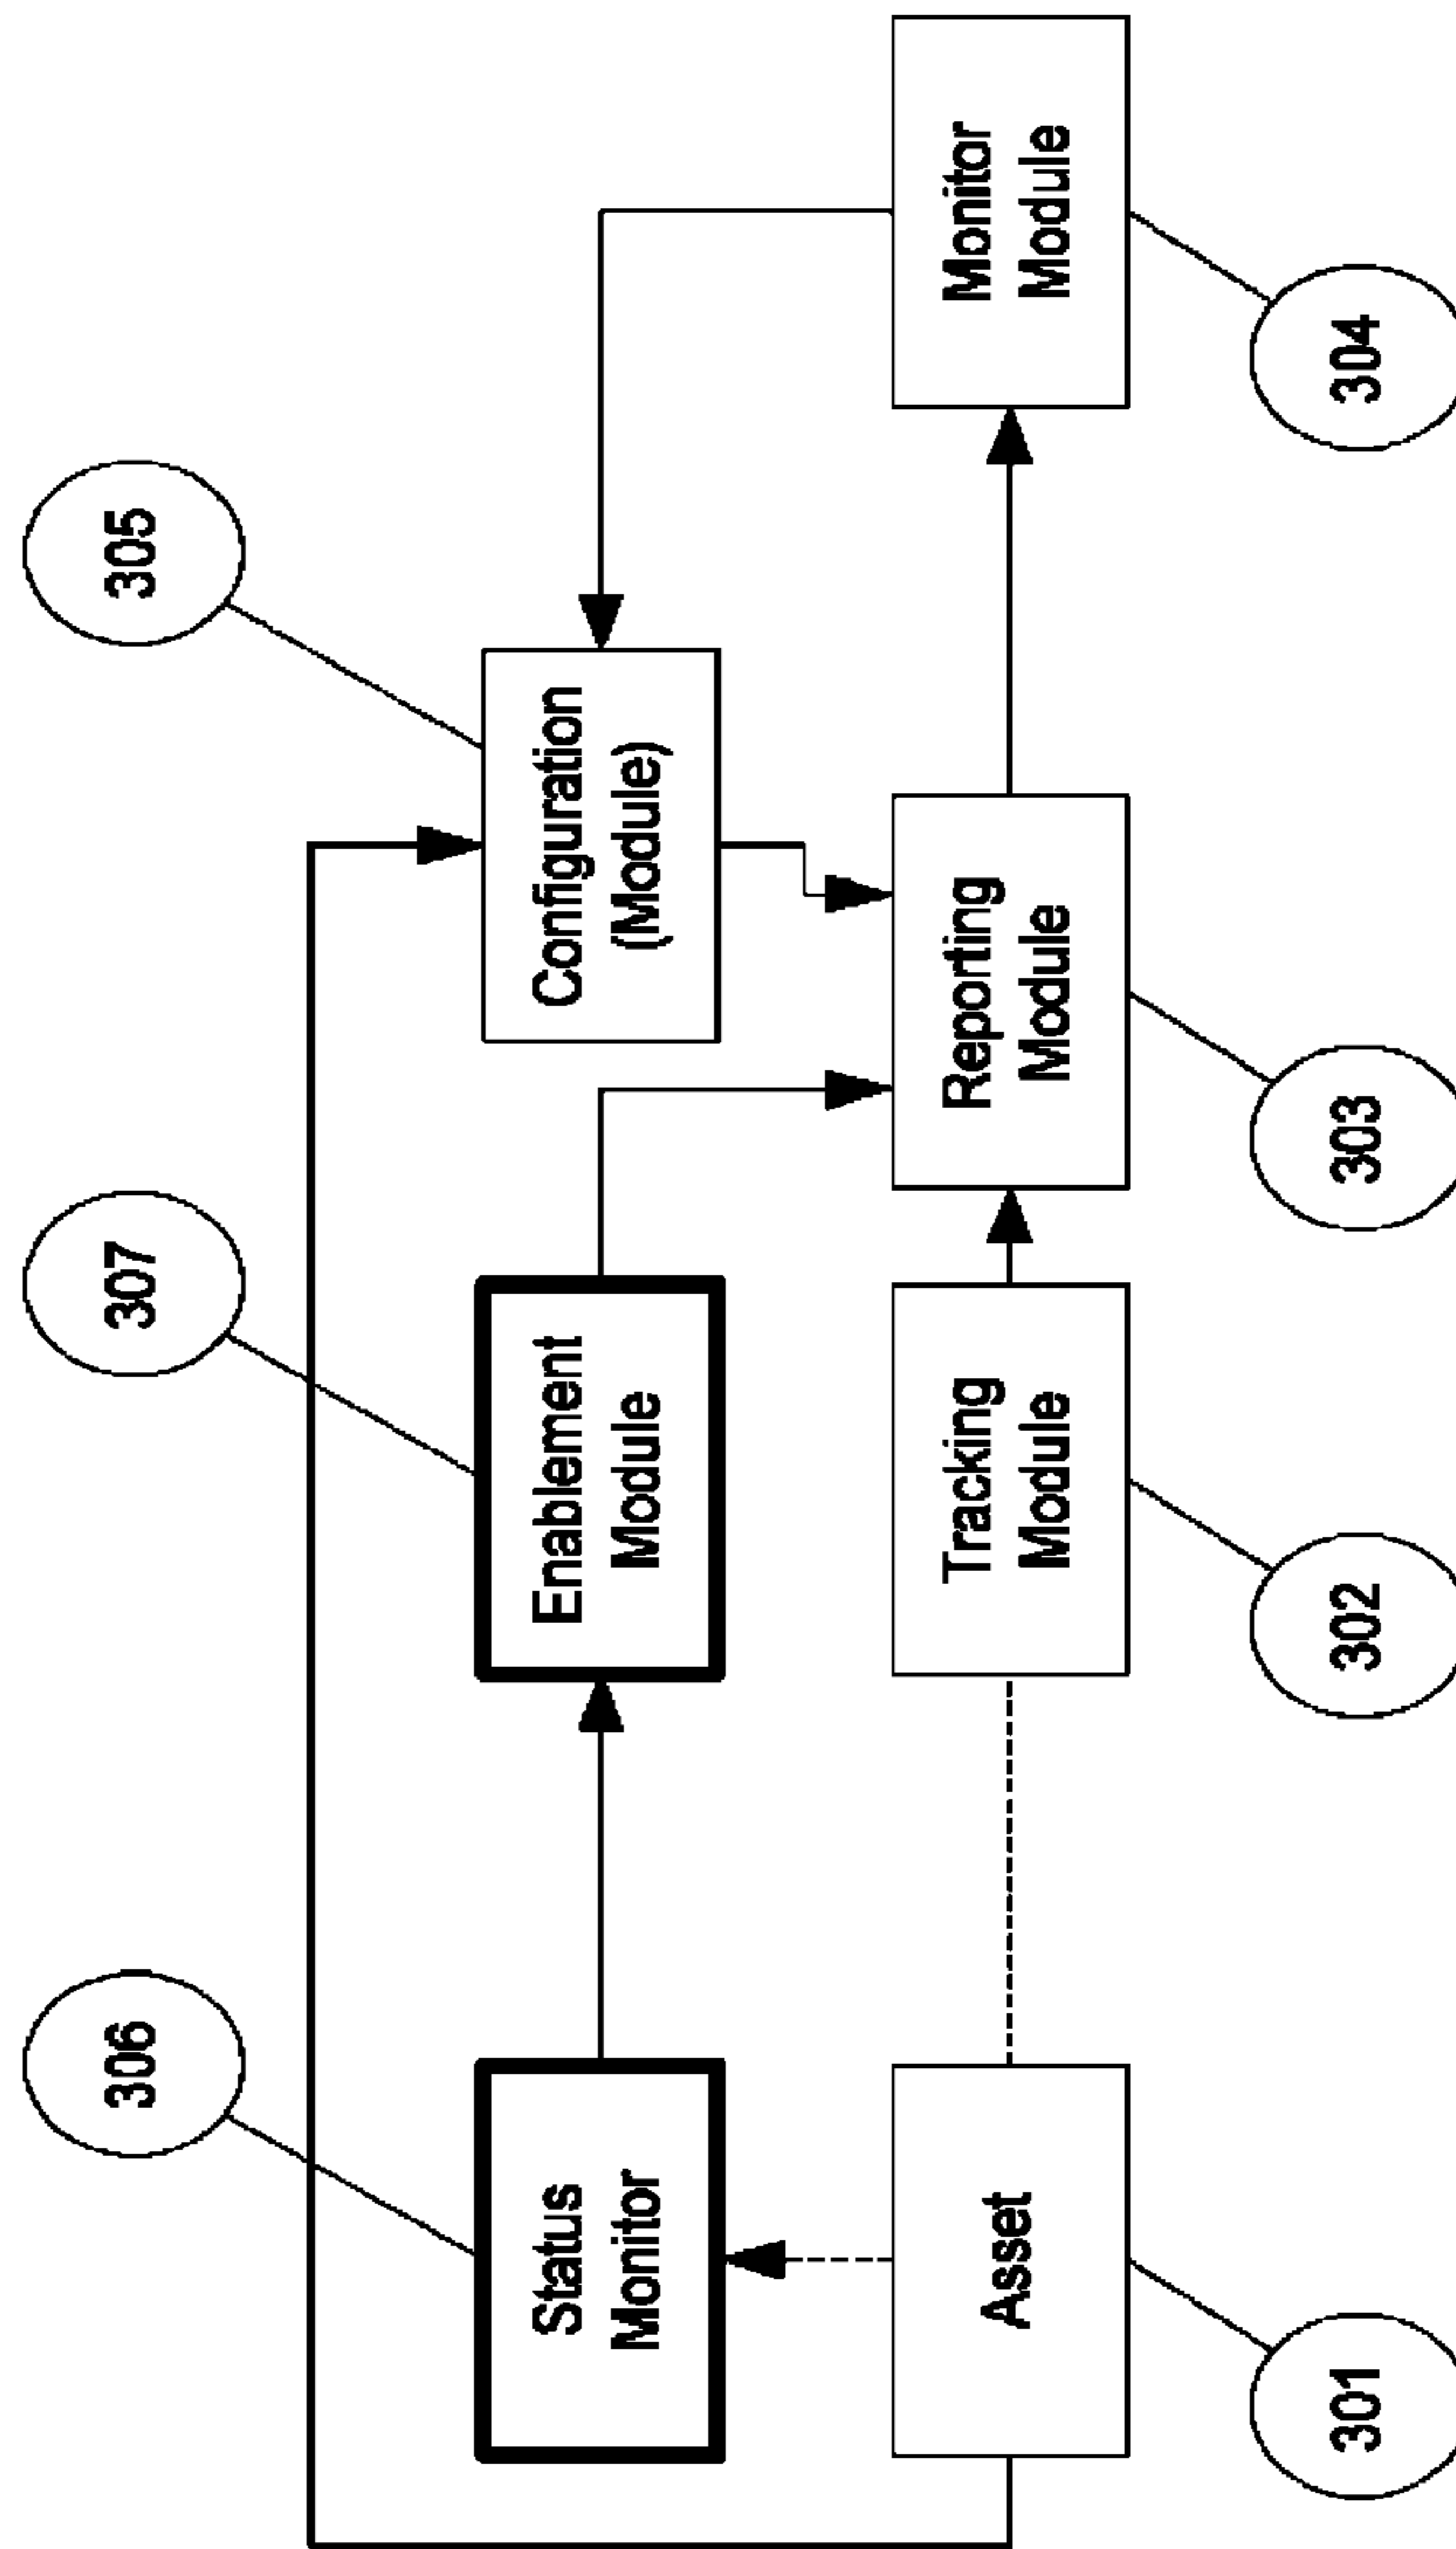 306
307
305
Status
Monitor
Enablement
Module
Configuration
(Module)
Asset
Tracking
Module
Reporting
Module
Monitor
Module
301
302
303
304